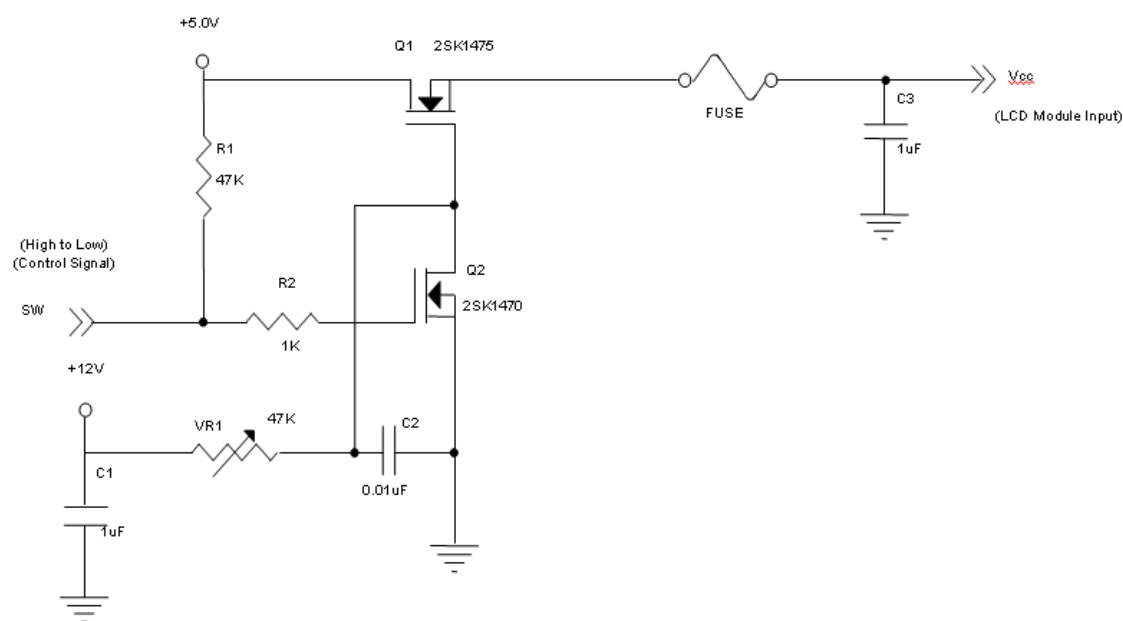 +5.0V
Q1 2SK1475
Vcc
FUSE
C3
(LCD Module Input)
R1
1uF
47K
(High to Low)
(Control Signal)
Q2
R2
SW
2SK1470
1K
+12V
47K
VR1
C2
C1
0.01uF
1uF